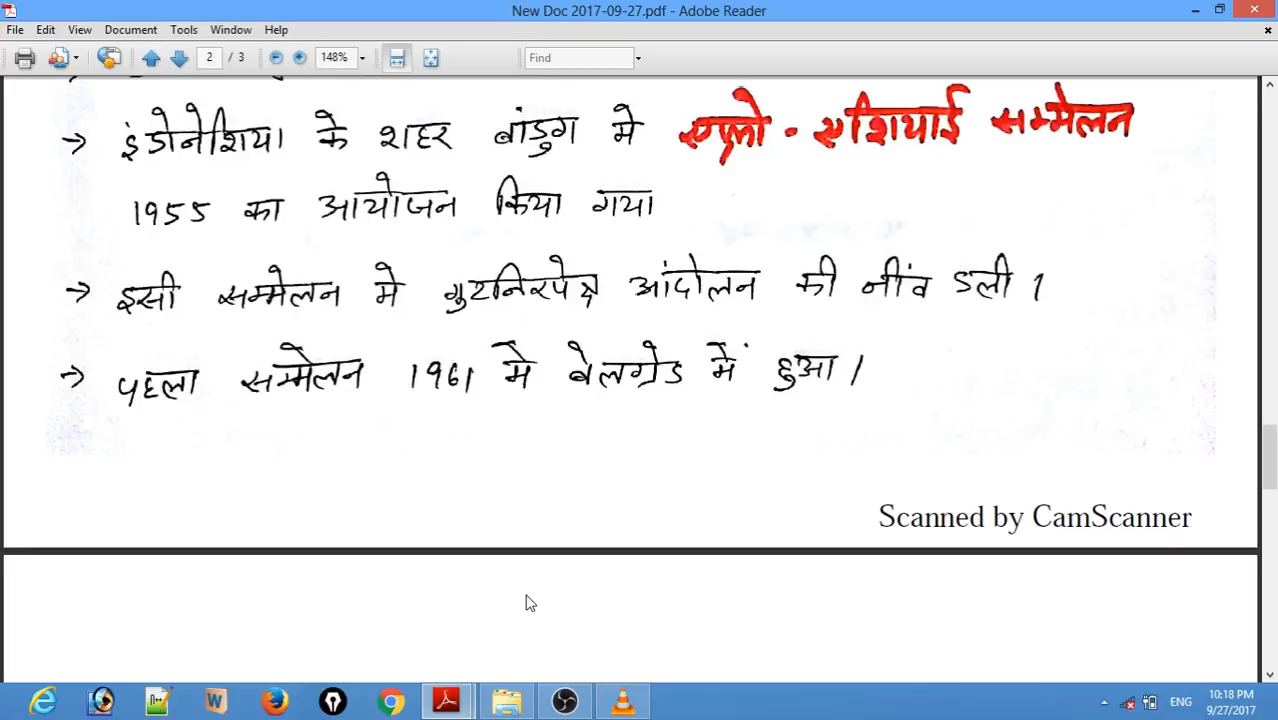 New Doc 2017-09-27.pdf - Adobe Reader
File Edit View Document Tools Window Help
2 / 3 148% Find
→ इंडोनेशिया के शहर बांडुंग मे एफ्रो - एशियाई सम्मेलन
1955 का आयोजन किया गया
→ इसी सम्मेलन मे गुटनिरपेक्ष आंदोलन की नींव डली ।
→ पहला सम्मेलन 1961 मे बेलग्रेड में हुआ ।
Scanned by CamScanner
ENG 10:18 PM
9/27/2017